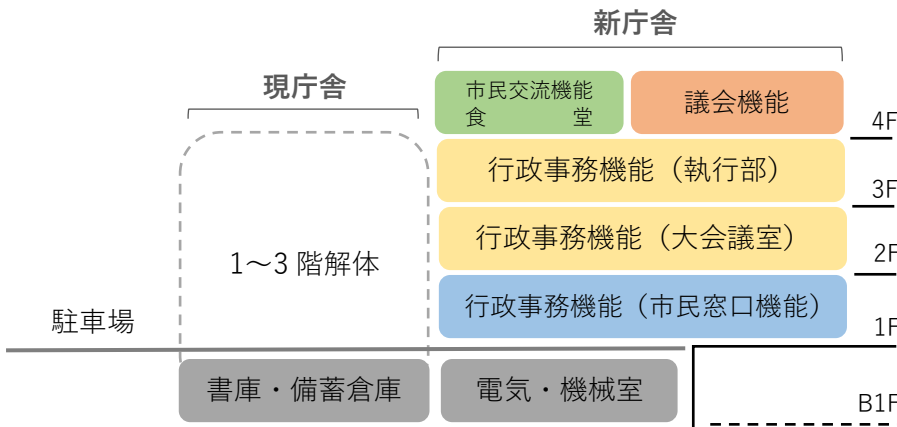 新庁舎
現庁舎
市民交流機能
食　　　堂
議会機能
4F
行政事務機能（執行部）
3F
行政事務機能（大会議室）
1～3 階解体
2F
行政事務機能（市民窓口機能）
駐車場
1F
書庫・備蓄倉庫
電気・機械室
B1F